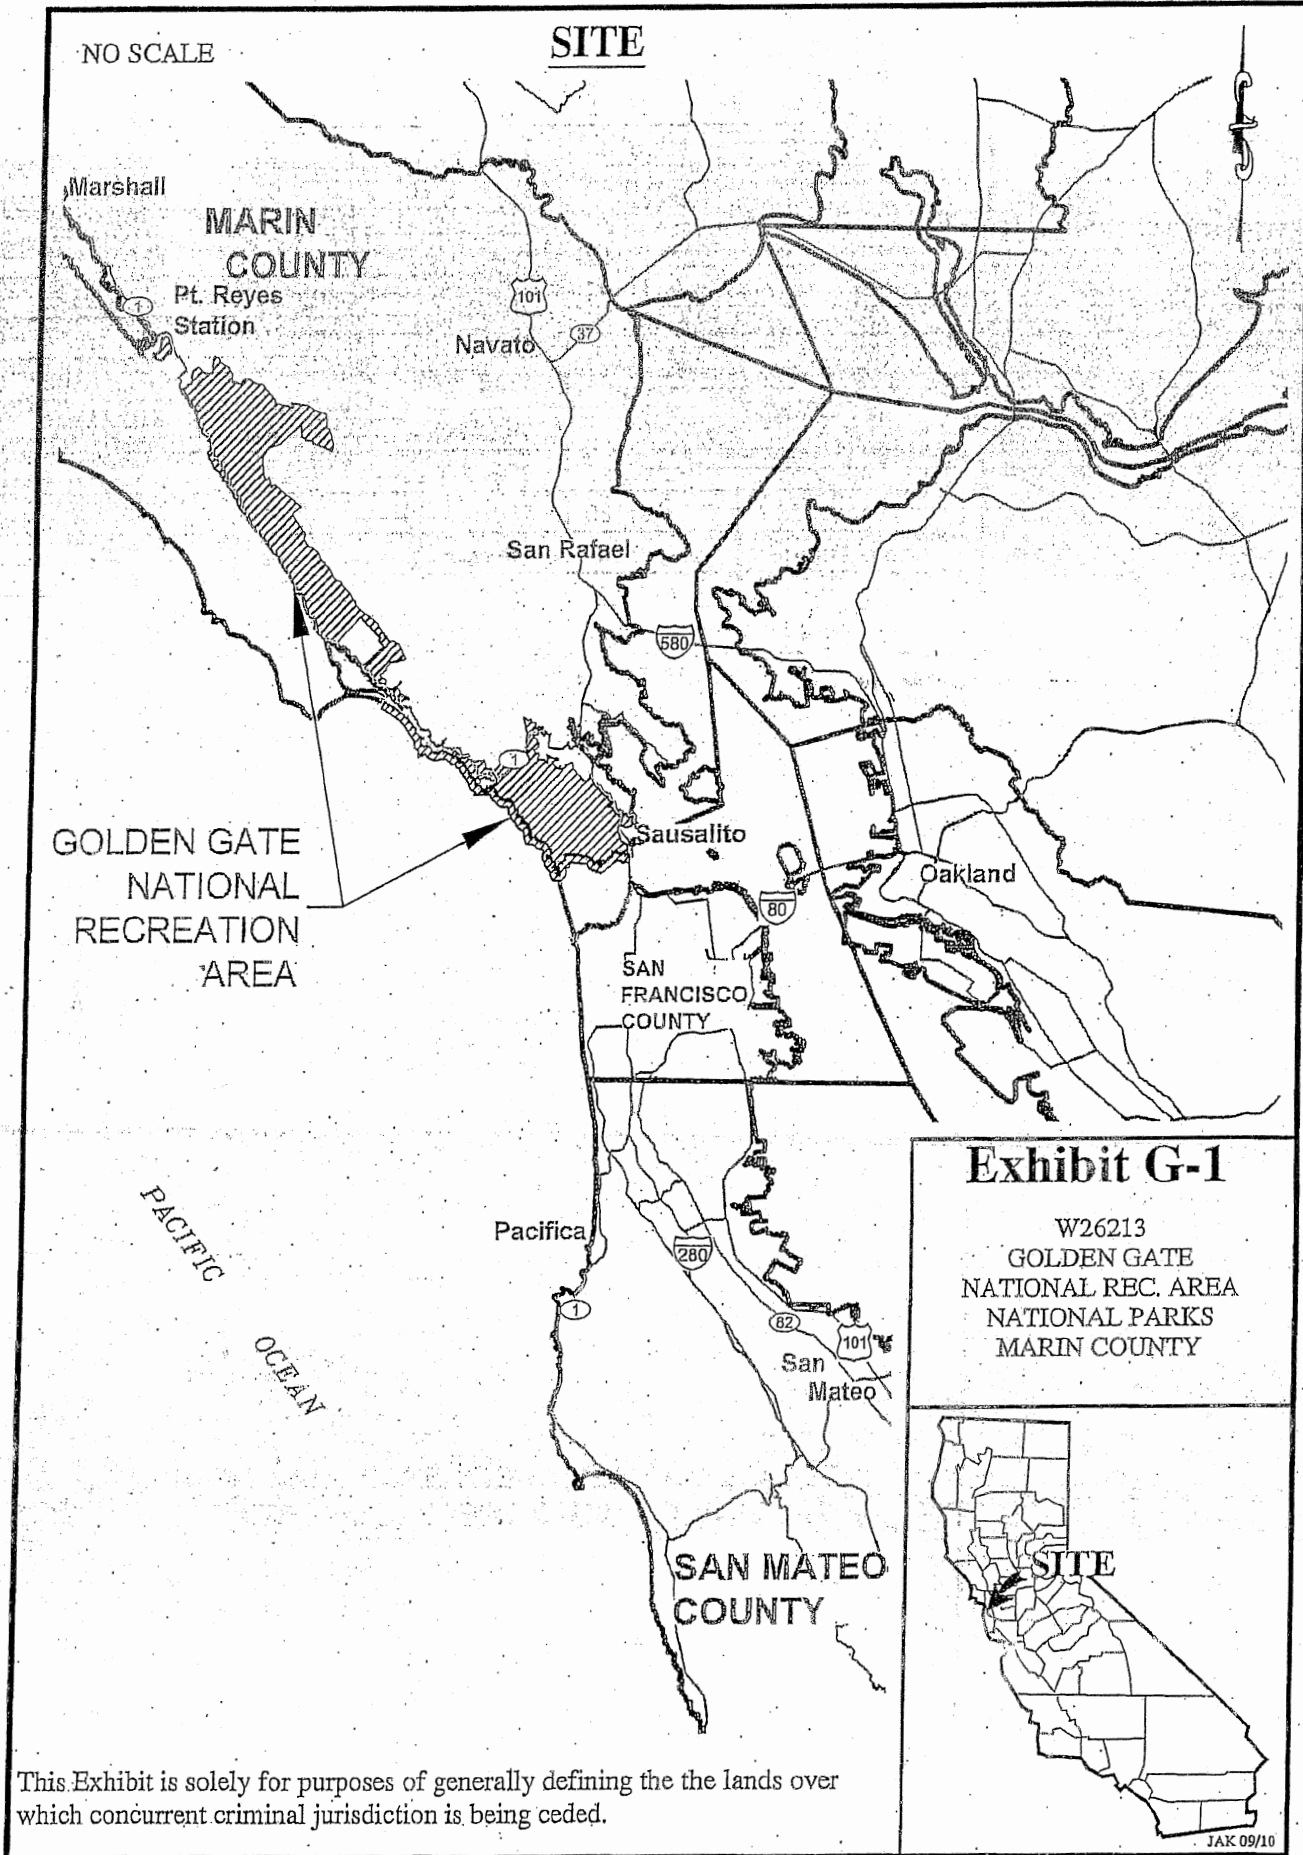 NO SCALE
SITE
Marshall
MARIN
COUNTY
1
Pt. Reyes
Station
101
Navato
37
San Rafael
580
1
Sausalito
GOLDEN GATE
NATIONAL
RECREATION
AREA
Oakland
80
SAN
FRANCISCO
COUNTY
PACIFIC
OCEAN
Pacifica
280
1
82
101
San
Mateo
SAN MATEO
COUNTY
Exhibit G-1
W26213
GOLDEN GATE
NATIONAL REC. AREA
NATIONAL PARKS
MARIN COUNTY
SITE
This Exhibit is solely for purposes of generally defining the the lands over
which concurrent criminal jurisdiction is being ceded.
JAK 09/10